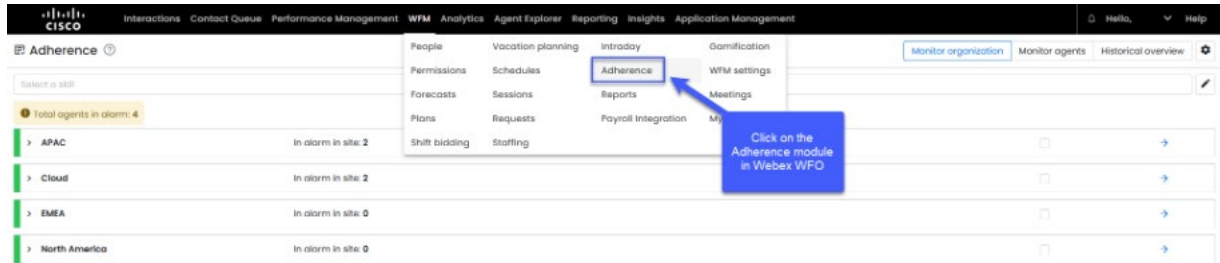 CISCO
Interactions Contact Queue Performance Management WFM Analytics Agent Explorer Reporting Insights Application Management Hello, Help
Adherence
Monitor organization Monitor agents Historical overview
Select a skill
Total agents in alarm: 4
People Vacation planning Intraday Gamification
Permissions Schedules Adherence WFM settings
Forecasts Sessions Reports Meetings
Plans Requests Payroll Integration
Shift bidding Staffing
Click on the
Adherence module
in Webex WFO
APAC In alarm in site: 2
Cloud In alarm in site: 2
EMEA In alarm in site: 0
North America In alarm in site: 0